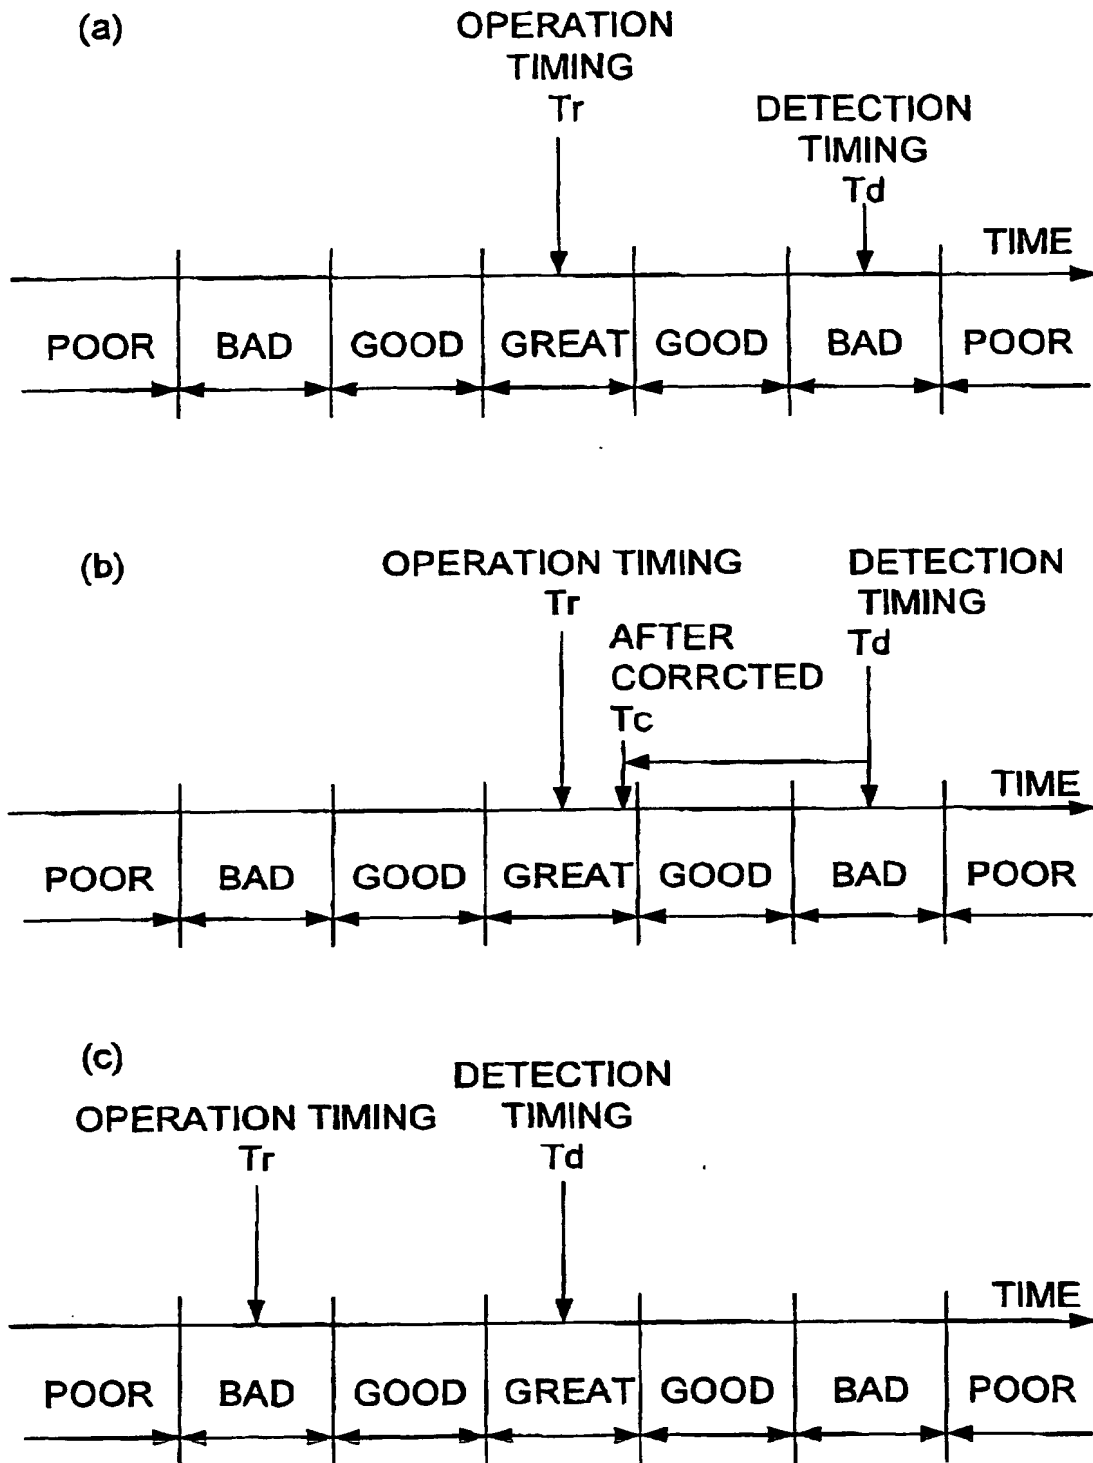 (a)
OPERATION
TIMING
Tr
DETECTION
TIMING
Td
TIME
POOR BAD GOOD GREAT GOOD BAD POOR
(b)
OPERATION TIMING
Tr
DETECTION
TIMING
Td
AFTER
CORRCTED
Tc
TIME
POOR BAD GOOD GREAT GOOD BAD POOR
(c)
OPERATION TIMING
Tr
DETECTION
TIMING
Td
TIME
POOR BAD GOOD GREAT GOOD BAD POOR